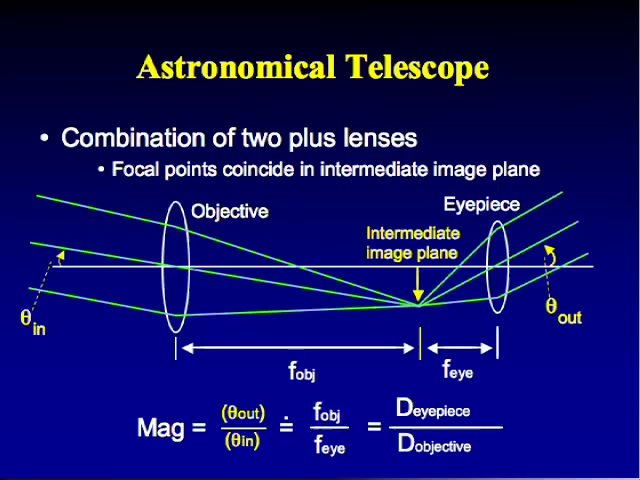 Astronomical Telescope
• Combination of two plus lenses
• Focal points coincide in intermediate image plane
Objective
Eyepiece
Intermediate
image plane
θin
θout
fobj
feye
Mag = (θout)/(θin) ≐ fobj/feye = Deyepiece/Dobjective